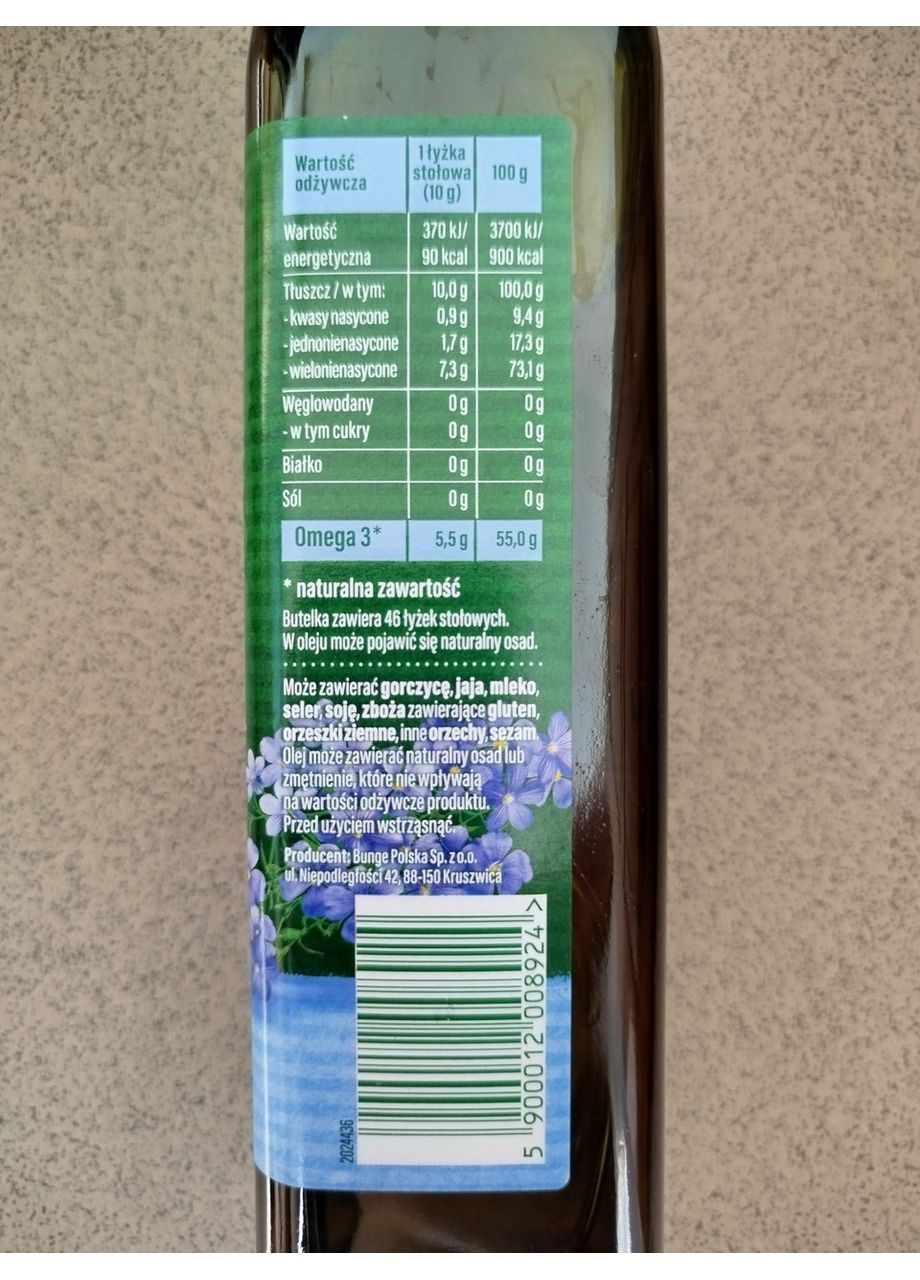 Wartość odżywcza 1 łyżka stołowa (10 g) 100 g
Wartość energetyczna 370 kJ/ 90 kcal 3700 kJ/ 900 kcal
Tłuszcz / w tym: 10,0 g 100,0 g
- kwasy nasycone 0,9 g 9,4 g
- jednonienasycone 1,7 g 17,3 g
- wielonienasycone 7,3 g 73,1 g
Węglowodany 0 g 0 g
- w tym cukry 0 g 0 g
Białko 0 g 0 g
Sól 0 g 0 g
Omega 3* 5,5 g 55,0 g
* naturalna zawartość
Butelka zawiera 46 łyżek stołowych.
W oleju może pojawić się naturalny osad.
Może zawierać gorczycę, jaja, mleko,
seler, soję, zboża zawierające gluten,
orzeszki ziemne, inne orzechy, sezam.
Olej może zawierać naturalny osad lub
zmętnienie, które nie wpływają
na wartości odżywcze produktu.
Przed użyciem wstrząsnąć.
Producent: Bunge Polska Sp. z o.o.
ul. Niepodległości 42, 88-150 Kruszwica
5 900012 008924 >
2024436